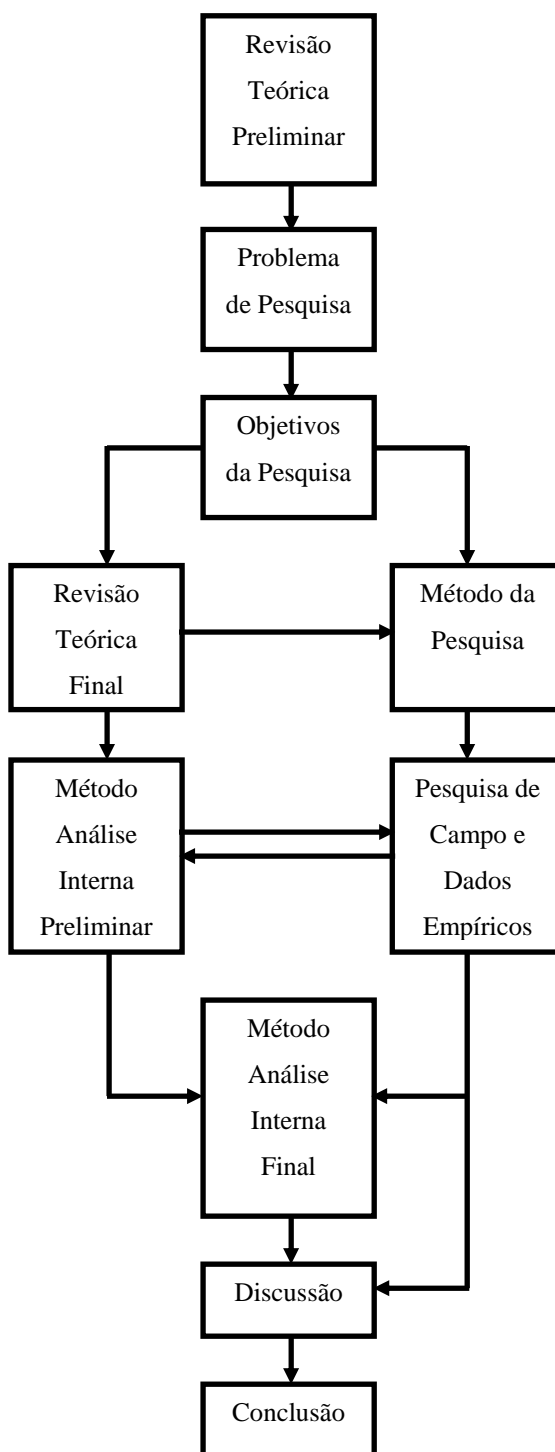 Revisão
Teórica
Preliminar
Problema
de Pesquisa
Objetivos
da Pesquisa
Revisão
Teórica
Final
Método da
Pesquisa
Método
Análise
Interna
Preliminar
Pesquisa de
Campo e
Dados
Empíricos
Método
Análise
Interna
Final
Discussão
Conclusão